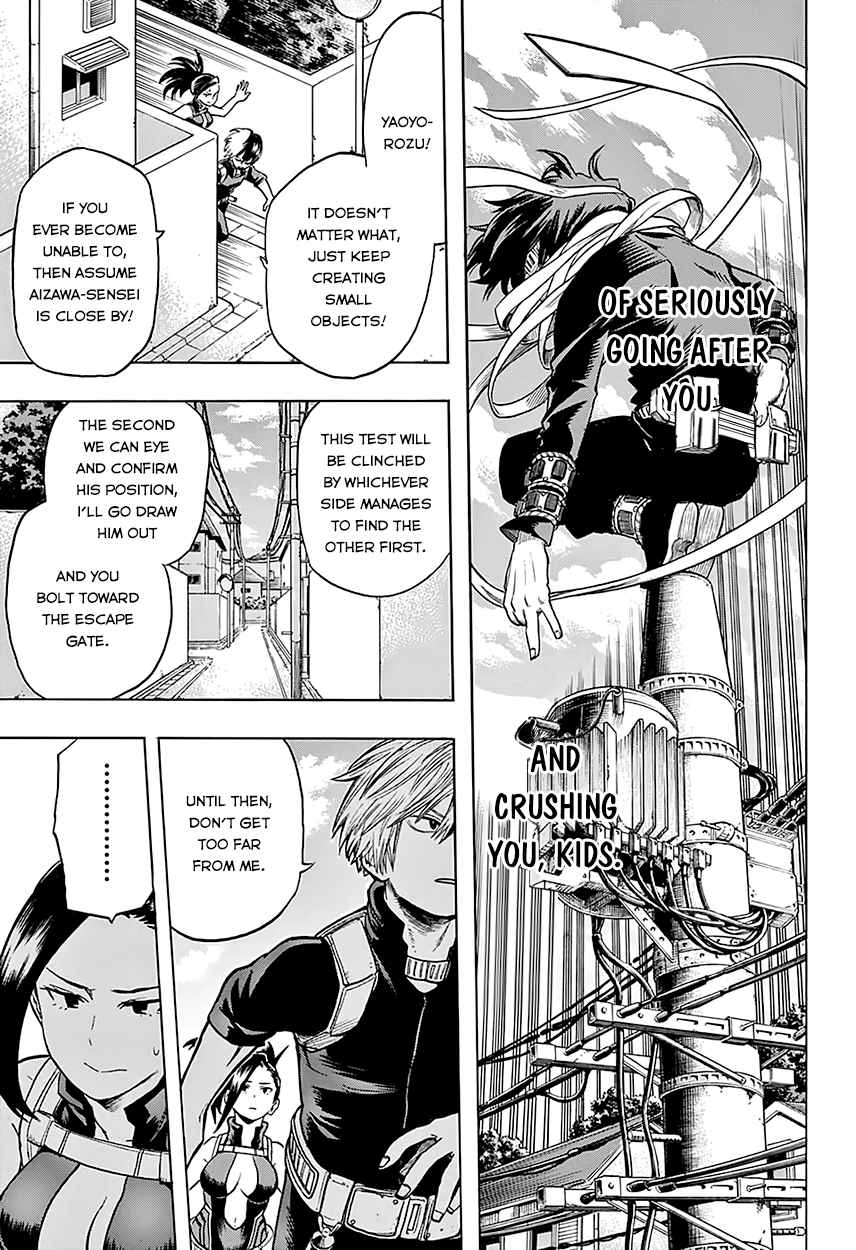 OF SERIOUSLY
GOING AFTER
YOU
AND
CRUSHING
YOU, KIDS.
YAOYO-
ROZU!
IT DOESN'T
MATTER WHAT,
JUST KEEP
CREATING
SMALL
OBJECTS!
IF YOU
EVER BECOME
UNABLE TO,
THEN ASSUME
AIZAWA-SENSEI
IS CLOSE BY!
THIS TEST WILL
BE CLINCHED
BY WHICHEVER
SIDE MANAGES
TO FIND THE
OTHER FIRST.
THE SECOND
WE CAN EYE
AND CONFIRM
HIS POSITION,
I'LL GO DRAW
HIM OUT
AND YOU
BOLT TOWARD
THE ESCAPE
GATE.
UNTIL THEN,
DON'T GET
TOO FAR
FROM ME.
.........